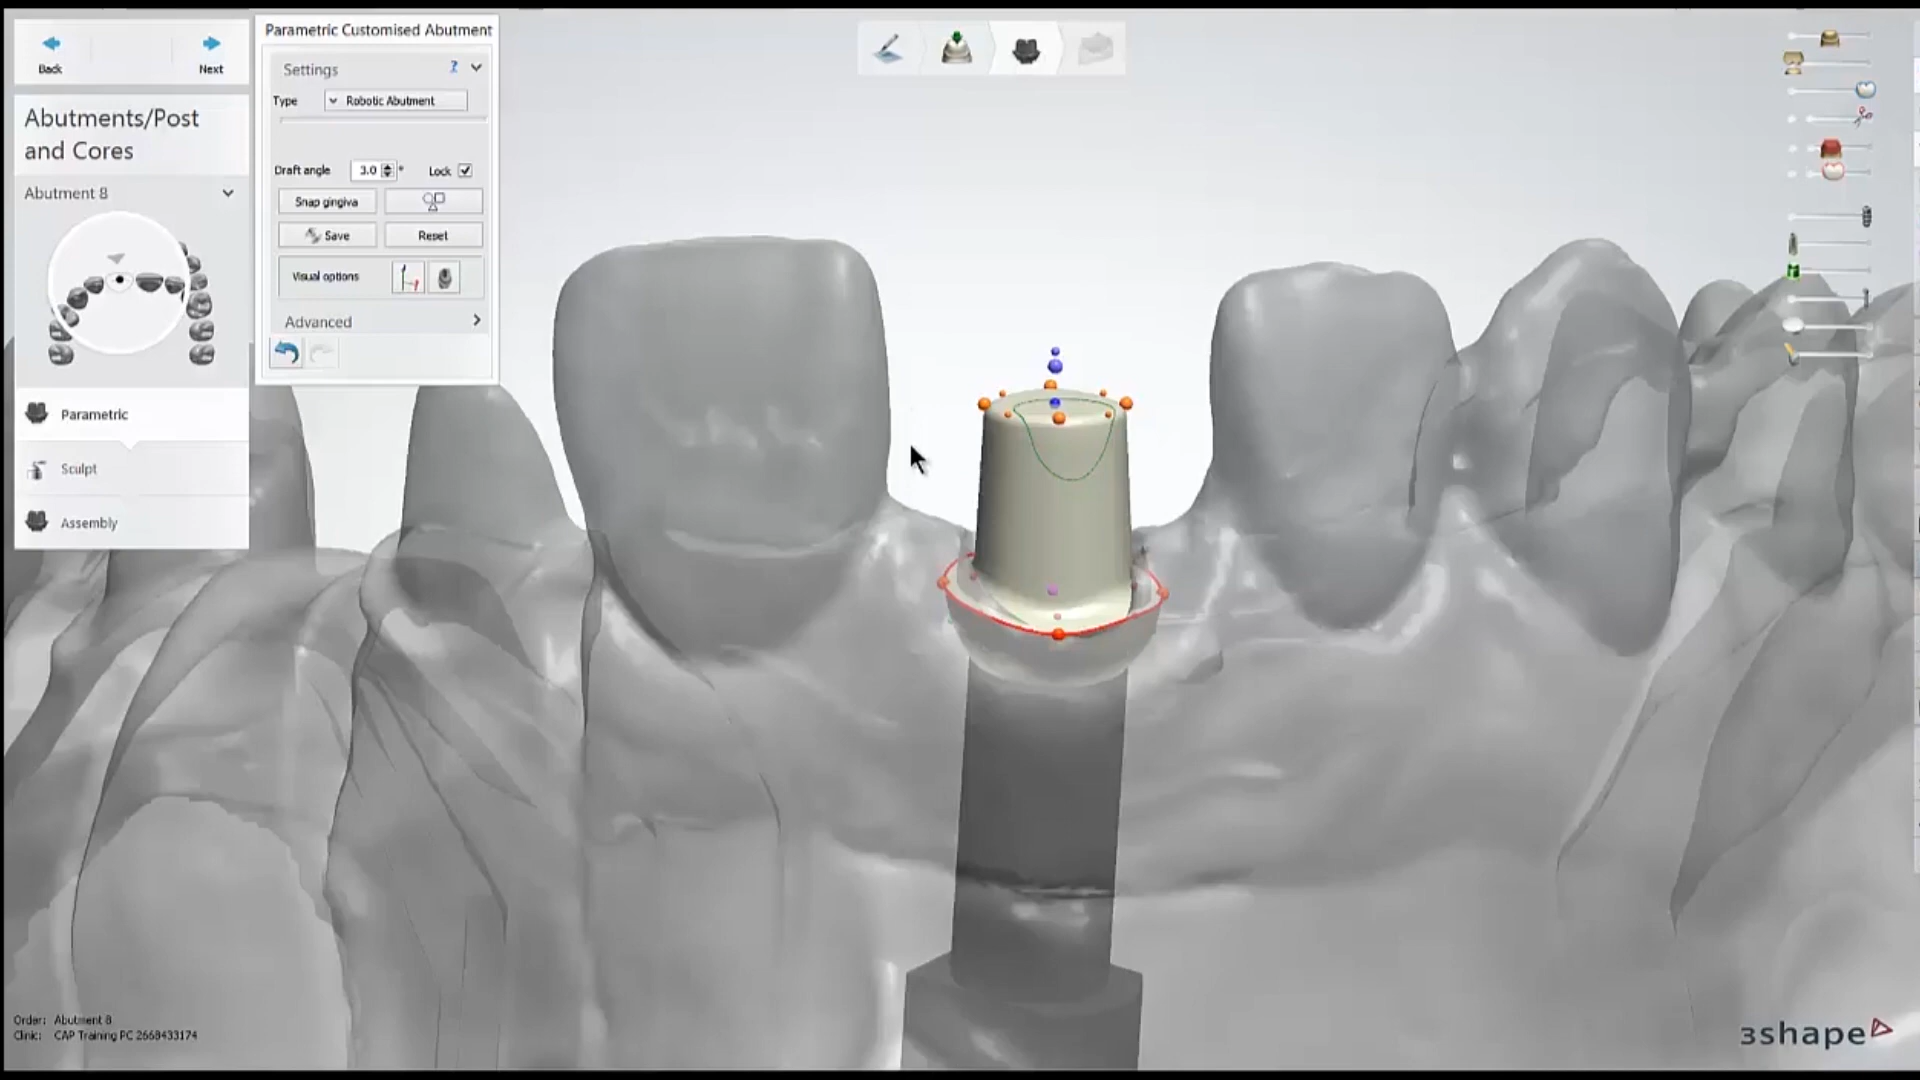 Back
Next
Abutments/Post
and Cores
Abutment 8
Parametric
Sculpt
Assembly
Parametric Customised Abutment
Settings
?
Type
Robotic Abutment
Draft angle
3.0
°
Lock
Snap gingiva
Save
Reset
Visual options
Advanced
Order: Abutment 8
Clinic: CAP Training PC 2668433174
3shape